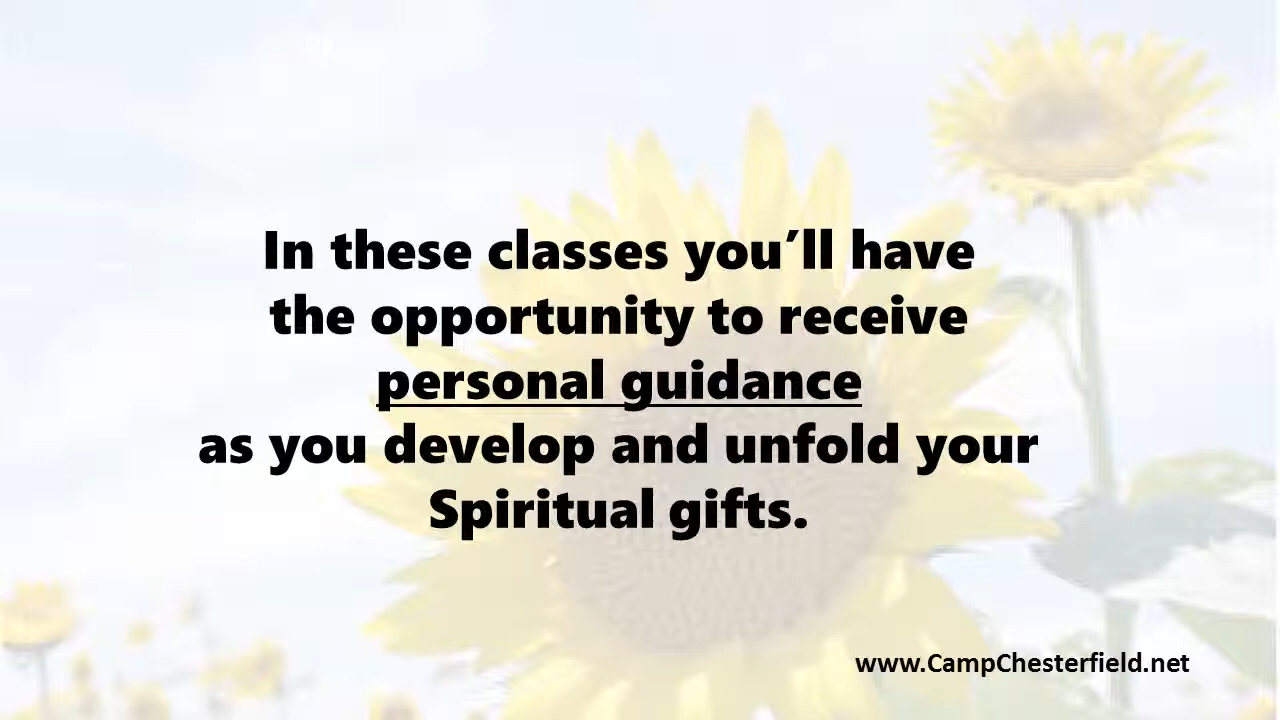 In these classes you’ll have
the opportunity to receive
personal guidance
as you develop and unfold your
Spiritual gifts.
www.CampChesterfield.net